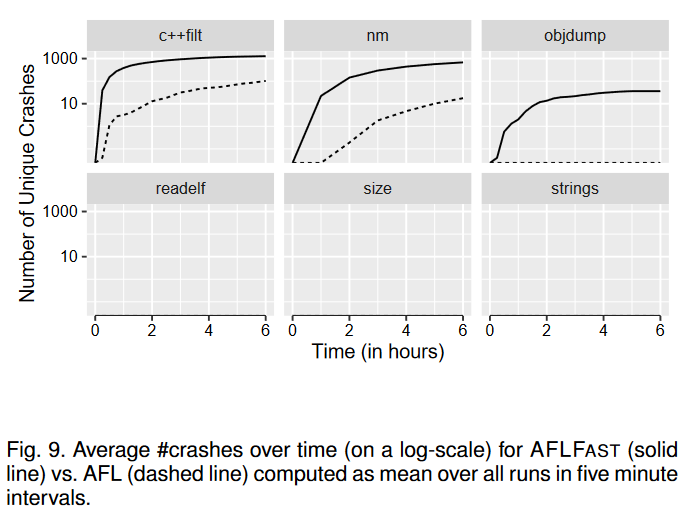 c++filt nm objdump
1000
10
readelf size strings
1000
10
Number of Unique Crashes
0 2 4 6 0 2 4 6 0 2 4 6
Time (in hours)
Fig. 9. Average #crashes over time (on a log-scale) for AFLFAST (solid
line) vs. AFL (dashed line) computed as mean over all runs in five minute
intervals.